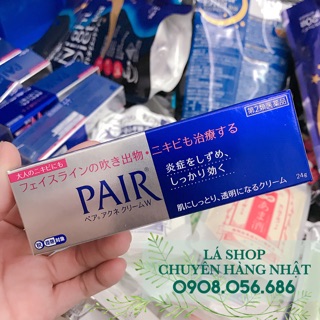 第2類医薬品
大人のニキビにも
フェイスラインの吹き出物・ニキビも治療する
PAIR®
ペア®アクネクリームW
炎症をしずめ、
しっかり効く
肌にしっとり、透明になるクリーム
24g
LÁ SHOP
CHUYÊN HÀNG NHẬT
0908.056.686